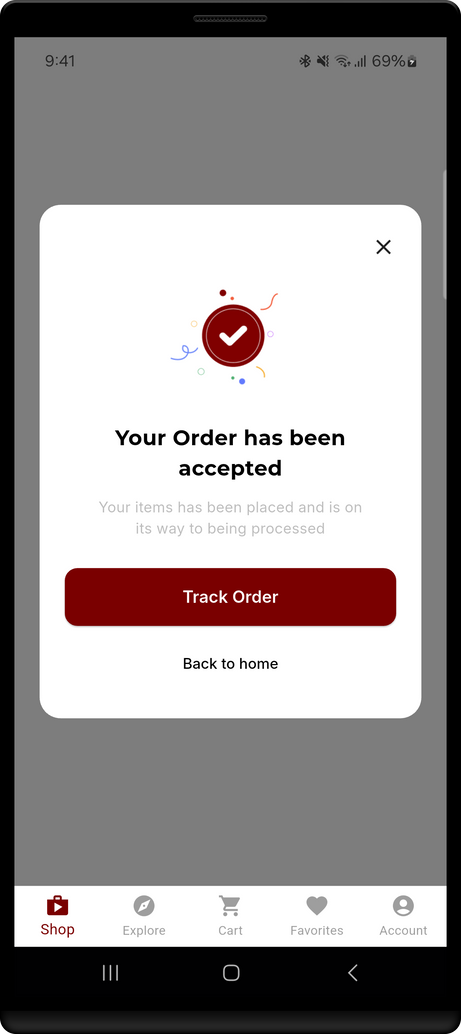 9:41
69%
Your Order has been
accepted
Your items has been placed and is on
its way to being processed
Track Order
Back to home
Shop
Explore
Cart
Favorites
Account